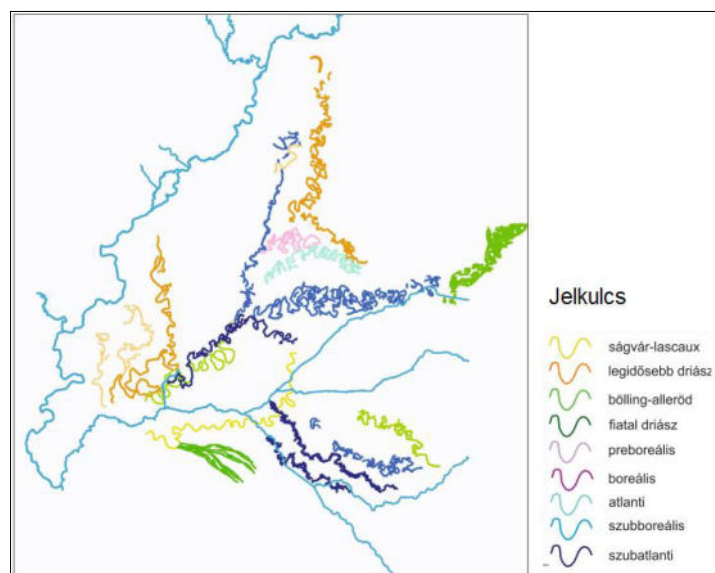 Jelkulcs
ságvár-lascaux
legidősebb driász
bölling-alleröd
fiatal driász
preboreális
boreális
atlanti
szubboreális
szubatlanti